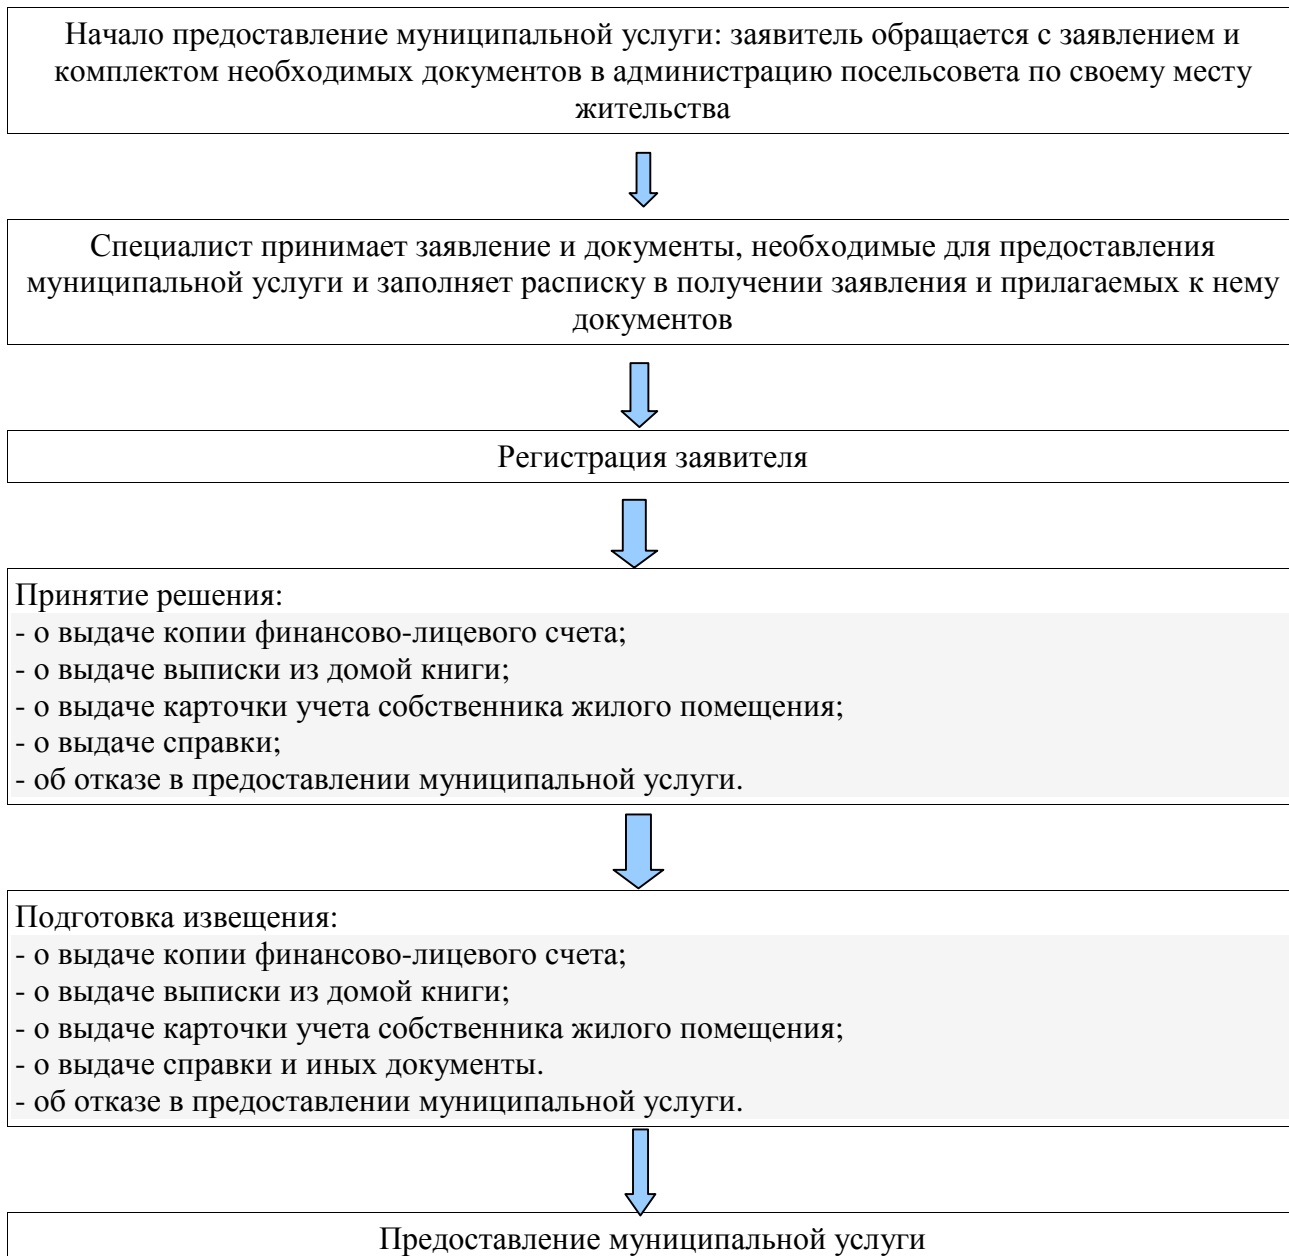 Начало предоставление муниципальной услуги: заявитель обращается с заявлением и
комплектом необходимых документов в администрацию посельсовета по своему месту
жительства
Специалист принимает заявление и документы, необходимые для предоставления
муниципальной услуги и заполняет расписку в получении заявления и прилагаемых к нему
документов
Регистрация заявителя
Принятие решения:
- о выдаче копии финансово-лицевого счета;
- о выдаче выписки из домой книги;
- о выдаче карточки учета собственника жилого помещения;
- о выдаче справки;
- об отказе в предоставлении муниципальной услуги.
Подготовка извещения:
- о выдаче копии финансово-лицевого счета;
- о выдаче выписки из домой книги;
- о выдаче карточки учета собственника жилого помещения;
- о выдаче справки и иных документы.
- об отказе в предоставлении муниципальной услуги.
Предоставление муниципальной услуги